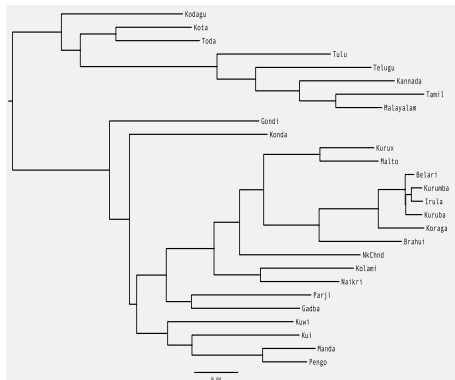 Kodagu
Kota
Toda
Tulu
Telugu
Kannada
Tamil
Malayalam
Gondi
Konda
Kurux
Malto
Belari
Kurumba
Irula
Kuruba
Koraga
Brahui
NkChnd
Kolami
Naikri
Parji
Gadba
Kuwi
Kui
Manda
Pengo